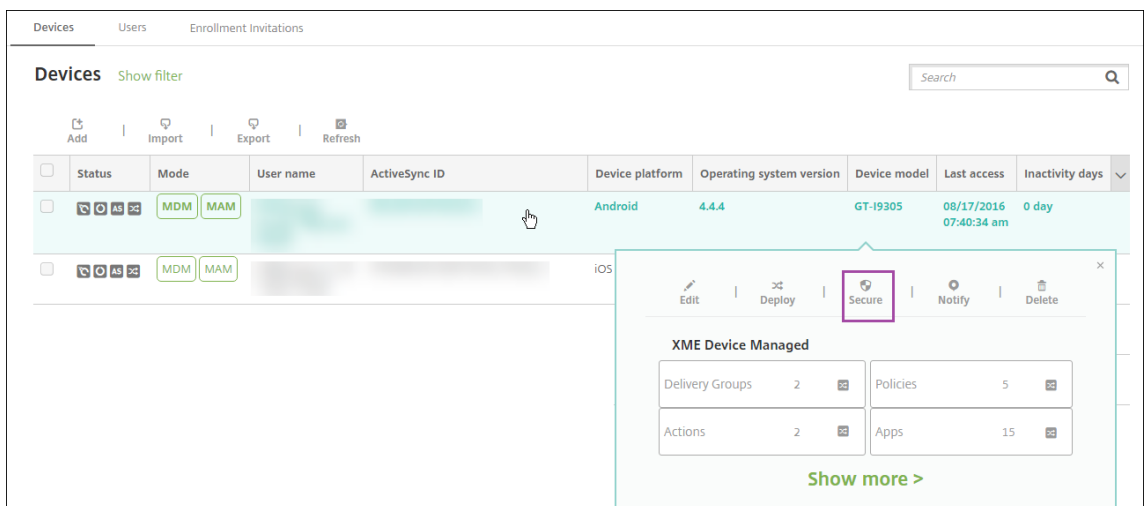 Devices Users Enrollment Invitations
Devices Show filter
Search
Add | Import | Export | Refresh
Status Mode User name ActiveSync ID Device platform Operating system version Device model Last access Inactivity days
AS MDM MAM Android 4.4.4 GT-I9305 08/17/2016 0 day
07:40:34 am
AS MDM MAM iOS
×
Edit | Deploy | Secure | Notify | Delete
XME Device Managed
Delivery Groups 2 Policies 5
Actions 2 Apps 15
Show more >